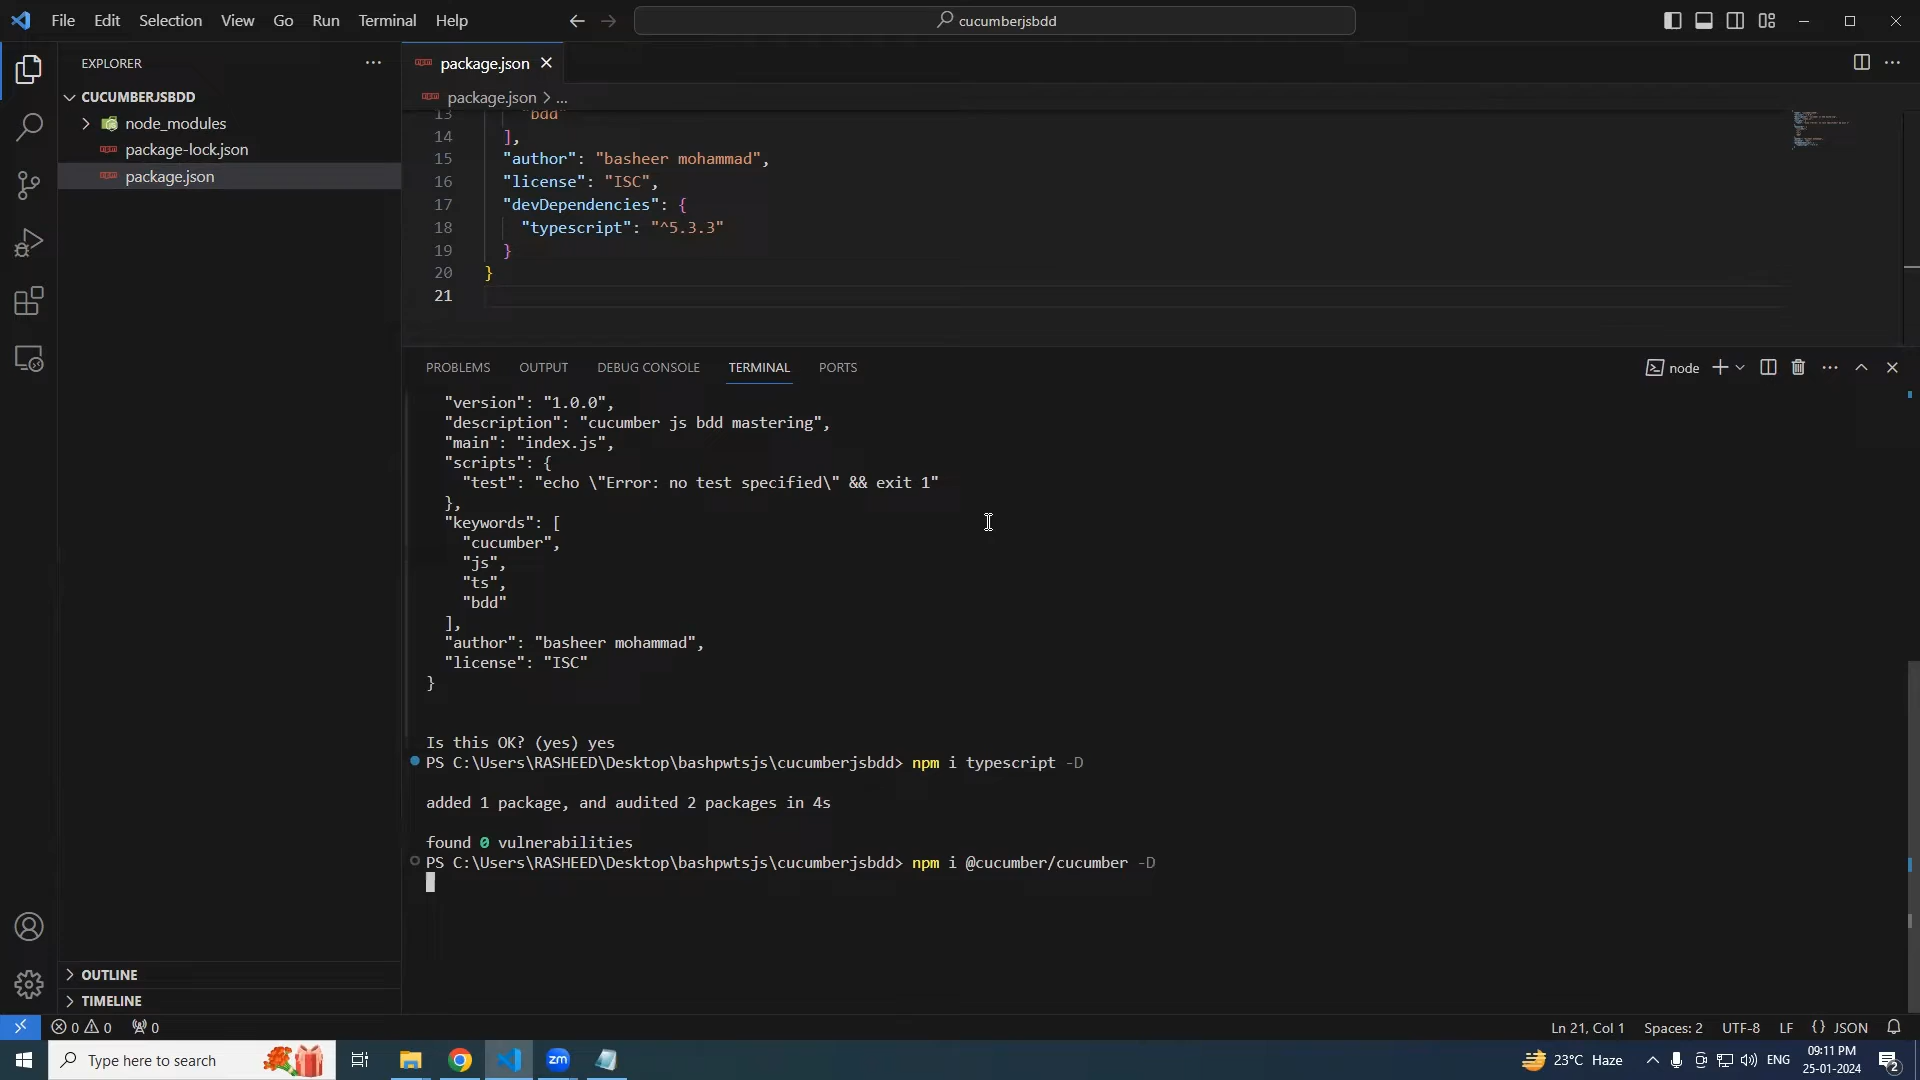 File Edit Selection View Go Run Terminal Help
cucumberjsbdd
EXPLORER
CUCUMBERJSBDD
node_modules
package-lock.json
package.json
package.json
package.json > ...
13 "bdd"
14 ],
15 "author": "basheer mohammad",
16 "license": "ISC",
17 "devDependencies": {
18 "typescript": "^5.3.3"
19 }
20 }
21
PROBLEMS OUTPUT DEBUG CONSOLE TERMINAL PORTS
node
"version": "1.0.0",
"description": "cucumber js bdd mastering",
"main": "index.js",
"scripts": {
"test": "echo \"Error: no test specified\" && exit 1"
},
"keywords": [
"cucumber",
"js",
"ts",
"bdd"
],
"author": "basheer mohammad",
"license": "ISC"
}
Is this OK? (yes) yes
PS C:\Users\RASHEED\Desktop\bashpwtsjs\cucumberjsbdd> npm i typescript -D
added 1 package, and audited 2 packages in 4s
found 0 vulnerabilities
PS C:\Users\RASHEED\Desktop\bashpwtsjs\cucumberjsbdd> npm i @cucumber/cucumber -D
OUTLINE
TIMELINE
0 0 0
Ln 21, Col 1 Spaces: 2 UTF-8 LF {} JSON
Type here to search
zm
23°C Haze
ENG
09:11 PM
25-01-2024
2